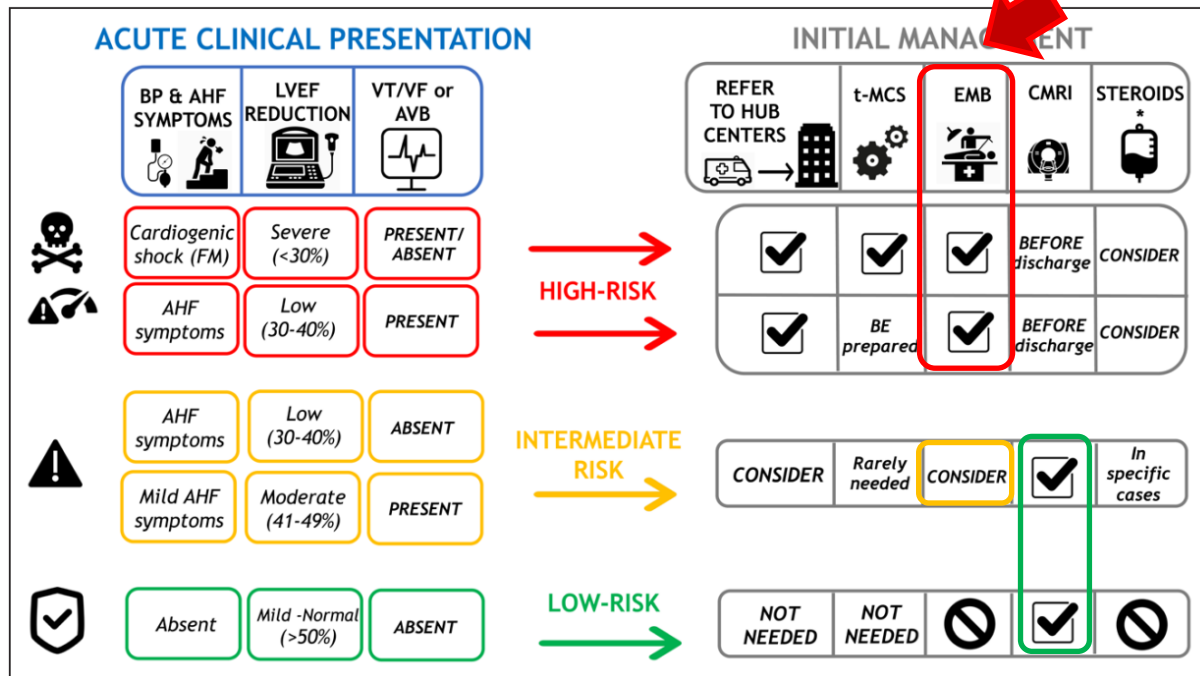 ACUTE CLINICAL PRESENTATION
INITIAL MANAGEMENT
BP & AHF
SYMPTOMS
LVEF
REDUCTION
VT/VF or
AVB
REFER
TO HUB
CENTERS
t-MCS
EMB
CMRI
STEROIDS
*
Cardiogenic
shock (FM)
Severe
(<30%)
PRESENT/
ABSENT
HIGH-RISK
BEFORE
discharge
CONSIDER
AHF
symptoms
Low
(30-40%)
PRESENT
BE
prepared
BEFORE
discharge
CONSIDER
AHF
symptoms
Low
(30-40%)
ABSENT
INTERMEDIATE
RISK
Mild AHF
symptoms
Moderate
(41-49%)
PRESENT
CONSIDER
Rarely
needed
CONSIDER
In
specific
cases
Absent
Mild -Normal
(>50%)
ABSENT
LOW-RISK
NOT
NEEDED
NOT
NEEDED